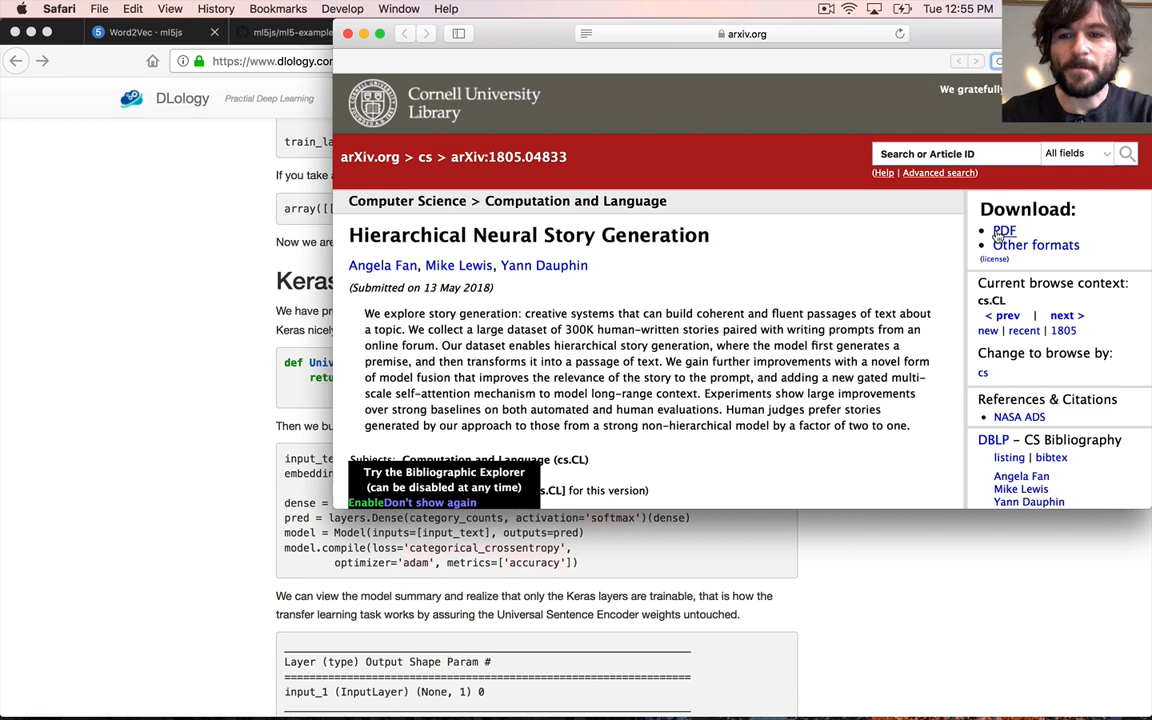 Safari File Edit View History Bookmarks Develop Window Help Tue 12:55 PM
Word2Vec · ml5js
ml5js/ml5-example
arxiv.org
https://www.dlology.con
DLology Practial Deep Learning
Cornell University
Library
We gratefully
arXiv.org > cs > arXiv:1805.04833
Search or Article ID All fields
(Help | Advanced search)
train_la
If you take a
array([[
Now we are
Keras
We have pr
Keras nicely
def Univ
retu
Then we bu
Computer Science > Computation and Language
Hierarchical Neural Story Generation
Angela Fan, Mike Lewis, Yann Dauphin
(Submitted on 13 May 2018)
We explore story generation: creative systems that can build coherent and fluent passages of text about
a topic. We collect a large dataset of 300K human-written stories paired with writing prompts from an
online forum. Our dataset enables hierarchical story generation, where the model first generates a
premise, and then transforms it into a passage of text. We gain further improvements with a novel form
of model fusion that improves the relevance of the story to the prompt, and adding a new gated multi-
scale self-attention mechanism to model long-range context. Experiments show large improvements
over strong baselines on both automated and human evaluations. Human judges prefer stories
generated by our approach to those from a strong non-hierarchical model by a factor of two to one.
Subjects: Computation and Language (cs.CL)
s.CL] for this version)
Try the Bibliographic Explorer
(can be disabled at any time)
EnableDon't show again
Download:
PDF
Other formats
(license)
Current browse context:
cs.CL
< prev | next >
new | recent | 1805
Change to browse by:
cs
References & Citations
NASA ADS
DBLP - CS Bibliography
listing | bibtex
Angela Fan
Mike Lewis
Yann Dauphin
input_te
embeddin
dense =
pred = layers.Dense(category_counts, activation='softmax')(dense)
model = Model(inputs=[input_text], outputs=pred)
model.compile(loss='categorical_crossentropy',
optimizer='adam', metrics=['accuracy'])
We can view the model summary and realize that only the Keras layers are trainable, that is how the
transfer learning task works by assuring the Universal Sentence Encoder weights untouched.
Layer (type) Output Shape Param #
=================================================================
input_1 (InputLayer) (None, 1) 0